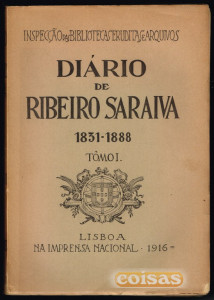 INSPECÇÃO DAS BIBLIOTECAS ERUDITAS E ARQUIVOS
DIÁRIO
DE
RIBEIRO SARAIVA
1831-1888
TÔMO I.
LISBOA
NA IMPRENSA NACIONAL - 1916 -
coisas